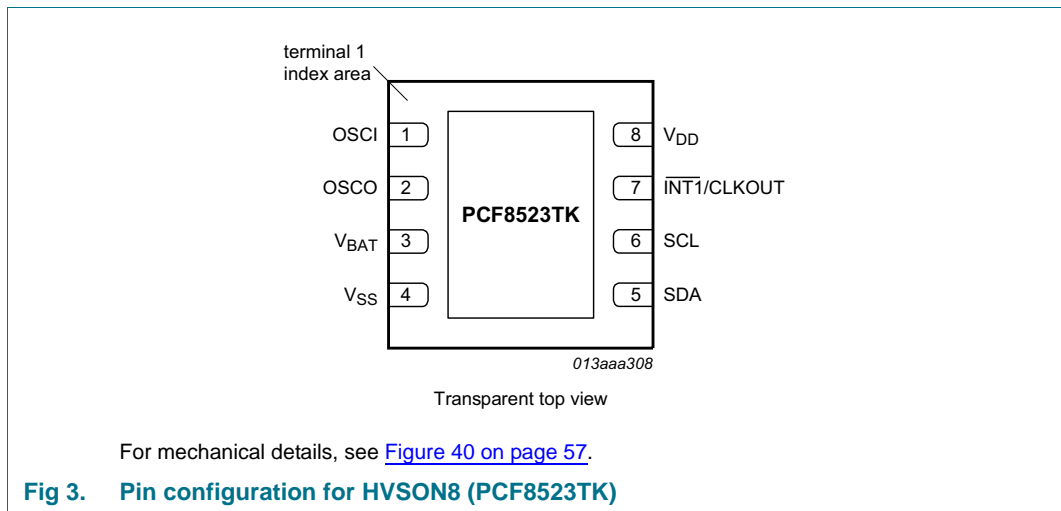 terminal 1
index area
OSCI 1
8 VDD
OSCO 2
7 INT1/CLKOUT
PCF8523TK
VBAT 3
6 SCL
VSS 4
5 SDA
013aaa308
Transparent top view
For mechanical details, see Figure 40 on page 57.
Fig 3. Pin configuration for HVSON8 (PCF8523TK)